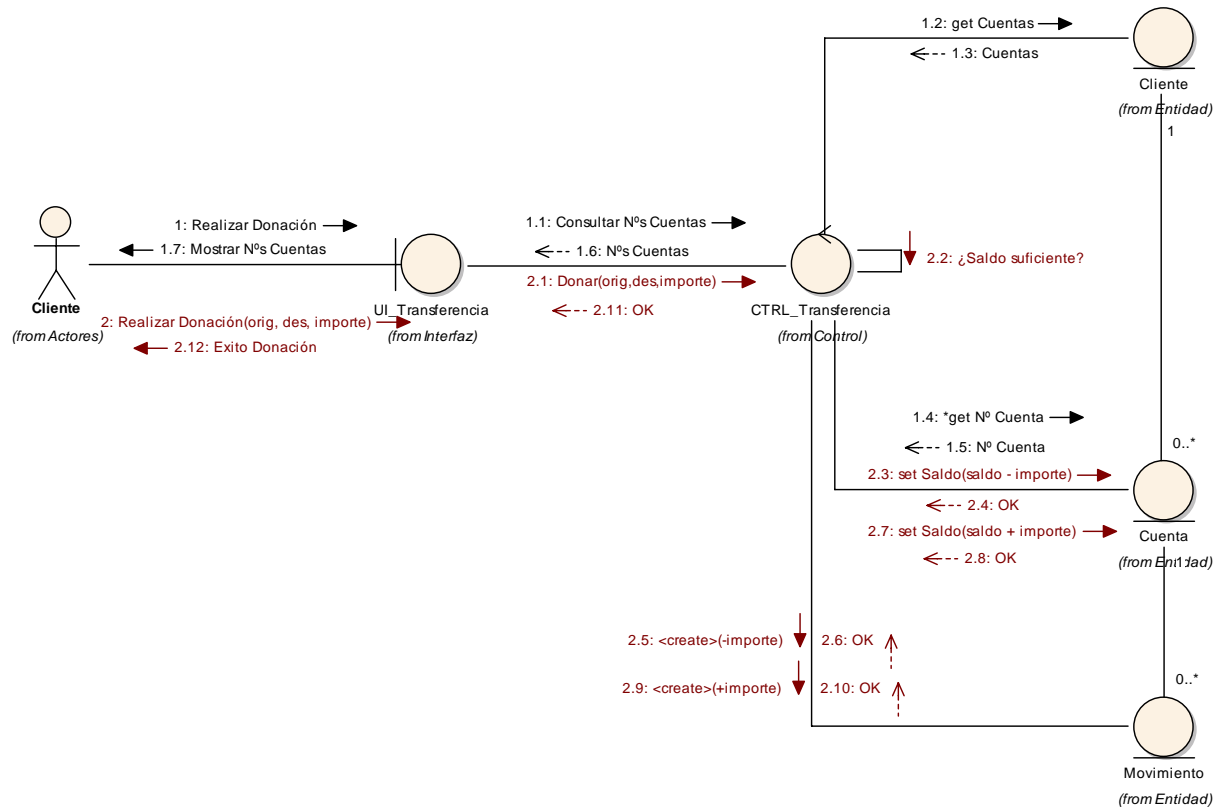 1.2: get Cuentas
1.3: Cuentas
Cliente
(from Entidad)
1
1: Realizar Donación
1.7: Mostrar Nºs Cuentas
1.1: Consultar NºsCuentas
1.6: NºsCuentas
2.2: ¿Saldo suficiente?
2.1: Donar(orig,des,importe)
2.11: OK
Cliente
(from Actores)
UI_Transferencia
(from Interfaz)
CTRL_Transferencia
(from Control)
2: Realizar Donación(orig, des, importe)
2.12: Exito Donación
1.4: *get Nº Cuenta
1.5: Nº Cuenta
0..*
2.3: set Saldo(saldo - importe)
2.4: OK
2.7: set Saldo(saldo + importe)
2.8: OK
Cuenta
(from Entidad)
1
2.5: <create>(-importe)
2.6: OK
2.9: <create>(+importe)
2.10: OK
0..*
Movimiento
(from Entidad)